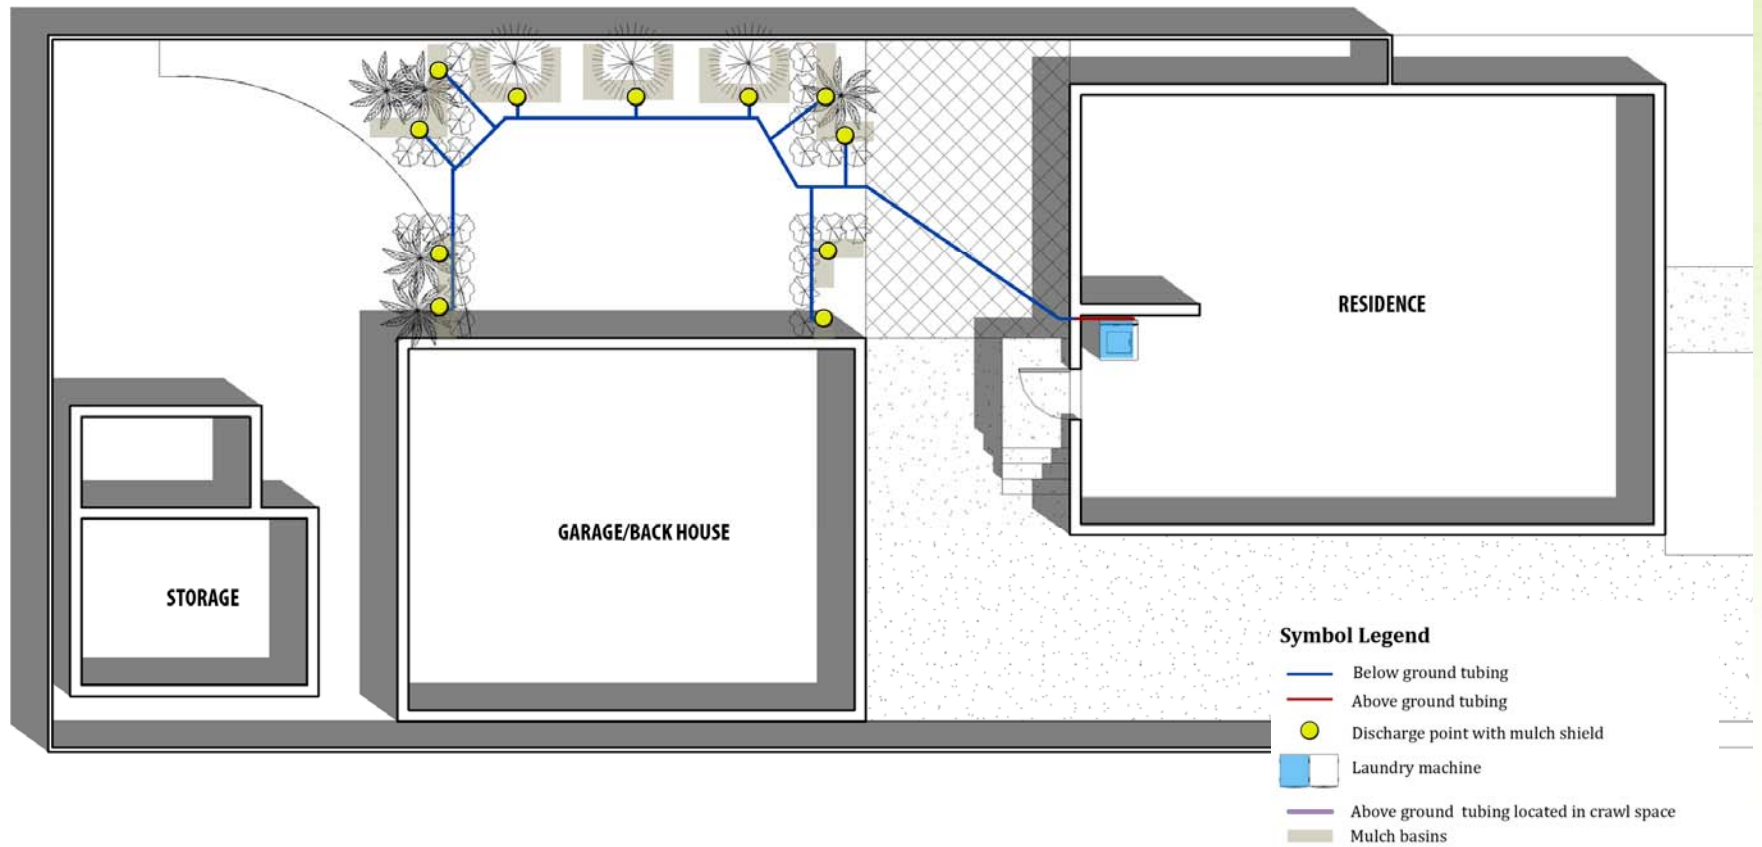 RESIDENCE
GARAGE/BACK HOUSE
STORAGE
Symbol Legend
Below ground tubing
Above ground tubing
Discharge point with mulch shield
Laundry machine
Above ground tubing located in crawl space
Mulch basins